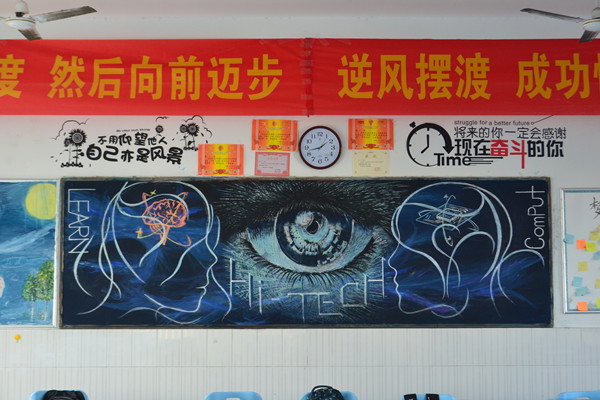 度 然后向前迈步 逆风摆渡 成功
不用仰望他人
自己亦是风景
struggle for a better future
将来的你一定会感谢
现在奋斗的你
Time
LEARN
HI TECH
ComPut